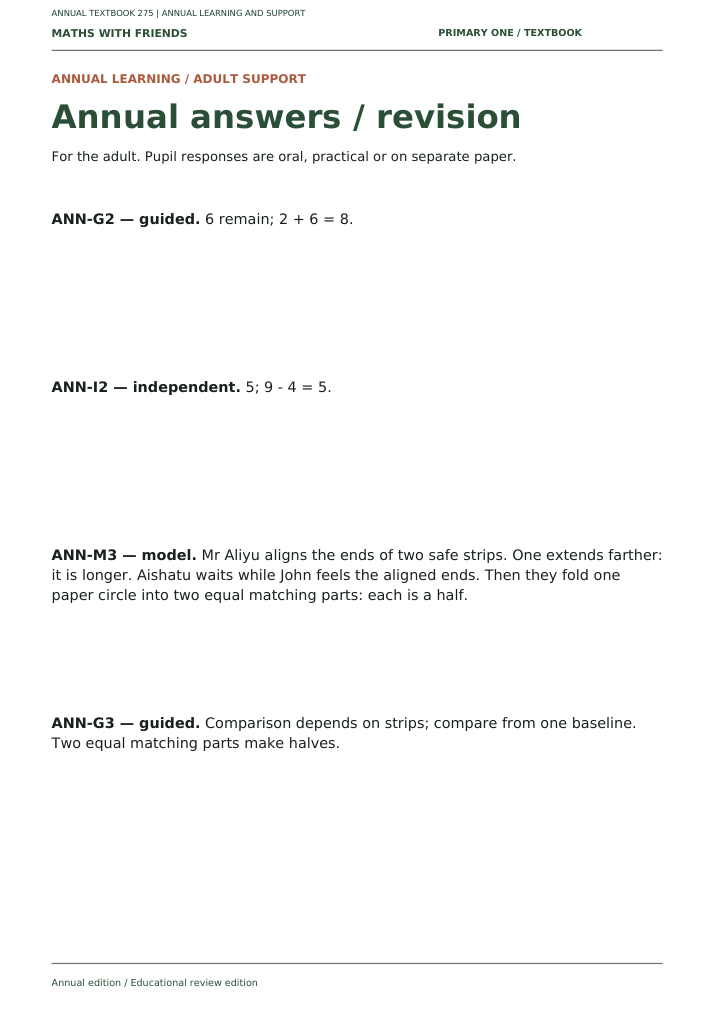 ANNUAL TEXTBOOK 275 | ANNUAL LEARNING AND SUPPORT
MATHS WITH FRIENDS
PRIMARY ONE / TEXTBOOK
ANNUAL LEARNING / ADULT SUPPORT
Annual answers / revision
For the adult. Pupil responses are oral, practical or on separate paper.
ANN-G2 — guided. 6 remain; 2 + 6 = 8.
ANN-I2 — independent. 5; 9 - 4 = 5.
ANN-M3 — model. Mr Aliyu aligns the ends of two safe strips. One extends farther:
it is longer. Aishatu waits while John feels the aligned ends. Then they fold one
paper circle into two equal matching parts: each is a half.
ANN-G3 — guided. Comparison depends on strips; compare from one baseline.
Two equal matching parts make halves.
Annual edition / Educational review edition